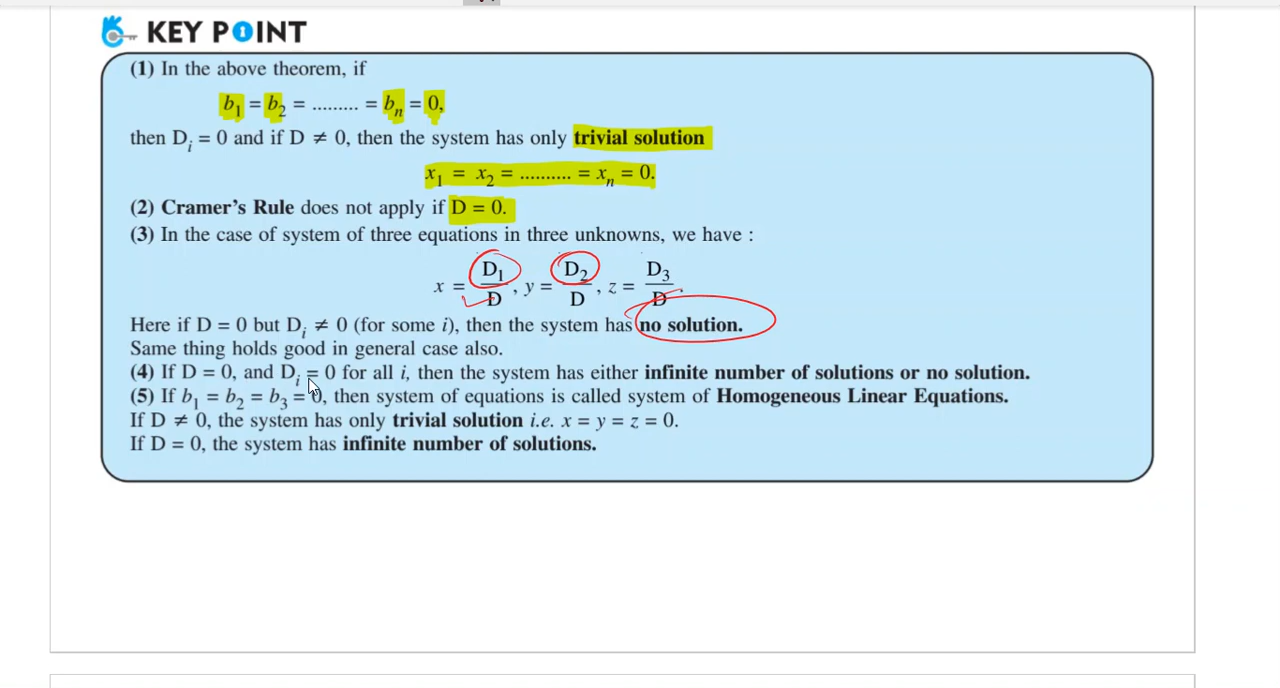 KEY POINT
(1) In the above theorem, if
b₁ = b₂ = ......... = bₙ = 0,
then Dᵢ = 0 and if D ≠ 0, then the system has only trivial solution
x₁ = x₂ = .......... = xₙ = 0.
(2) Cramer's Rule does not apply if D = 0.
(3) In the case of system of three equations in three unknowns, we have :
x = D₁/D, y = D₂/D, z = D₃/D.
Here if D = 0 but Dᵢ ≠ 0 (for some i), then the system has no solution.
Same thing holds good in general case also.
(4) If D = 0, and Dᵢ = 0 for all i, then the system has either infinite number of solutions or no solution.
(5) If b₁ = b₂ = b₃ = 0, then system of equations is called system of Homogeneous Linear Equations.
If D ≠ 0, the system has only trivial solution i.e. x = y = z = 0.
If D = 0, the system has infinite number of solutions.